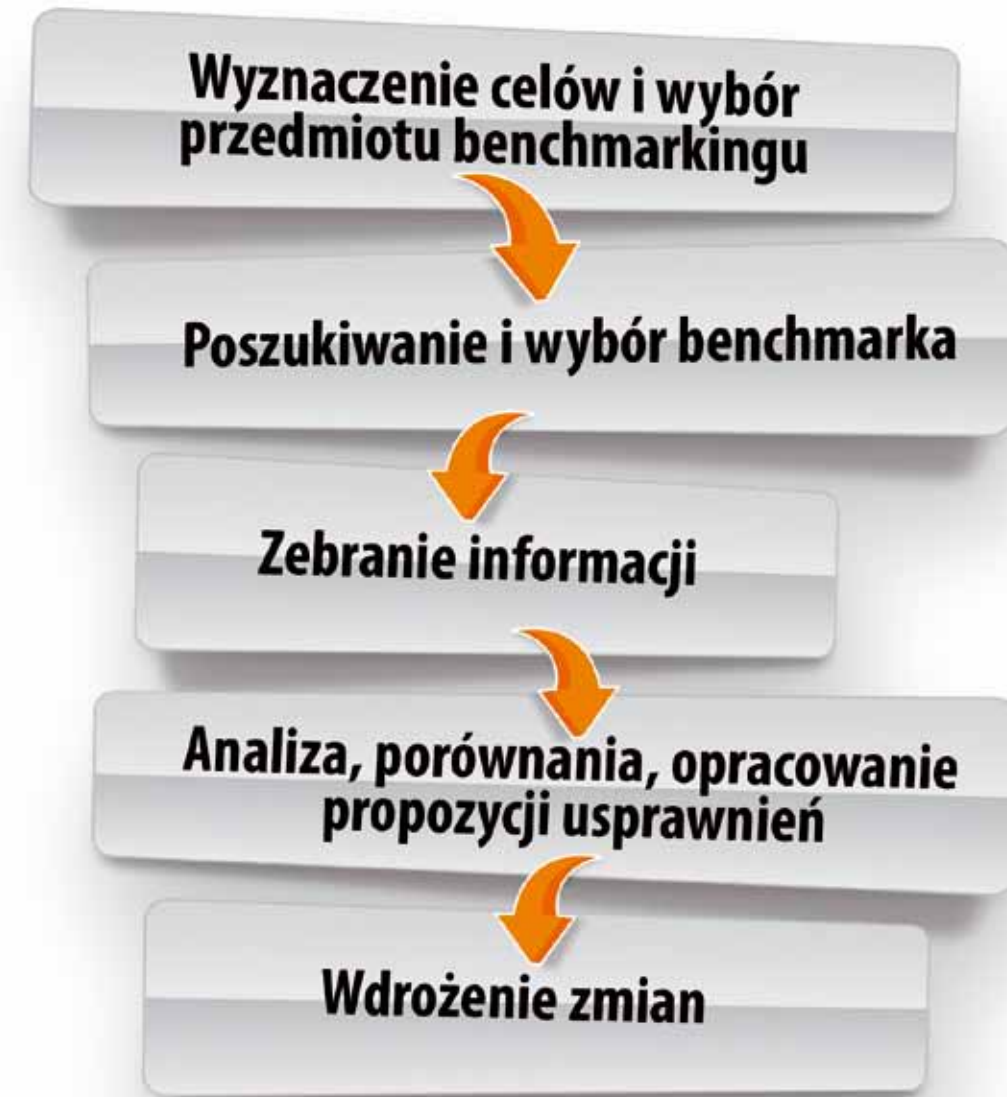 Wyznaczenie celów i wybór
przedmiotu benchmarkingu
Poszukiwanie i wybór benchmarka
Zebranie informacji
Analiza, porównania, opracowanie
propozycji usprawnień
Wdrożenie zmian